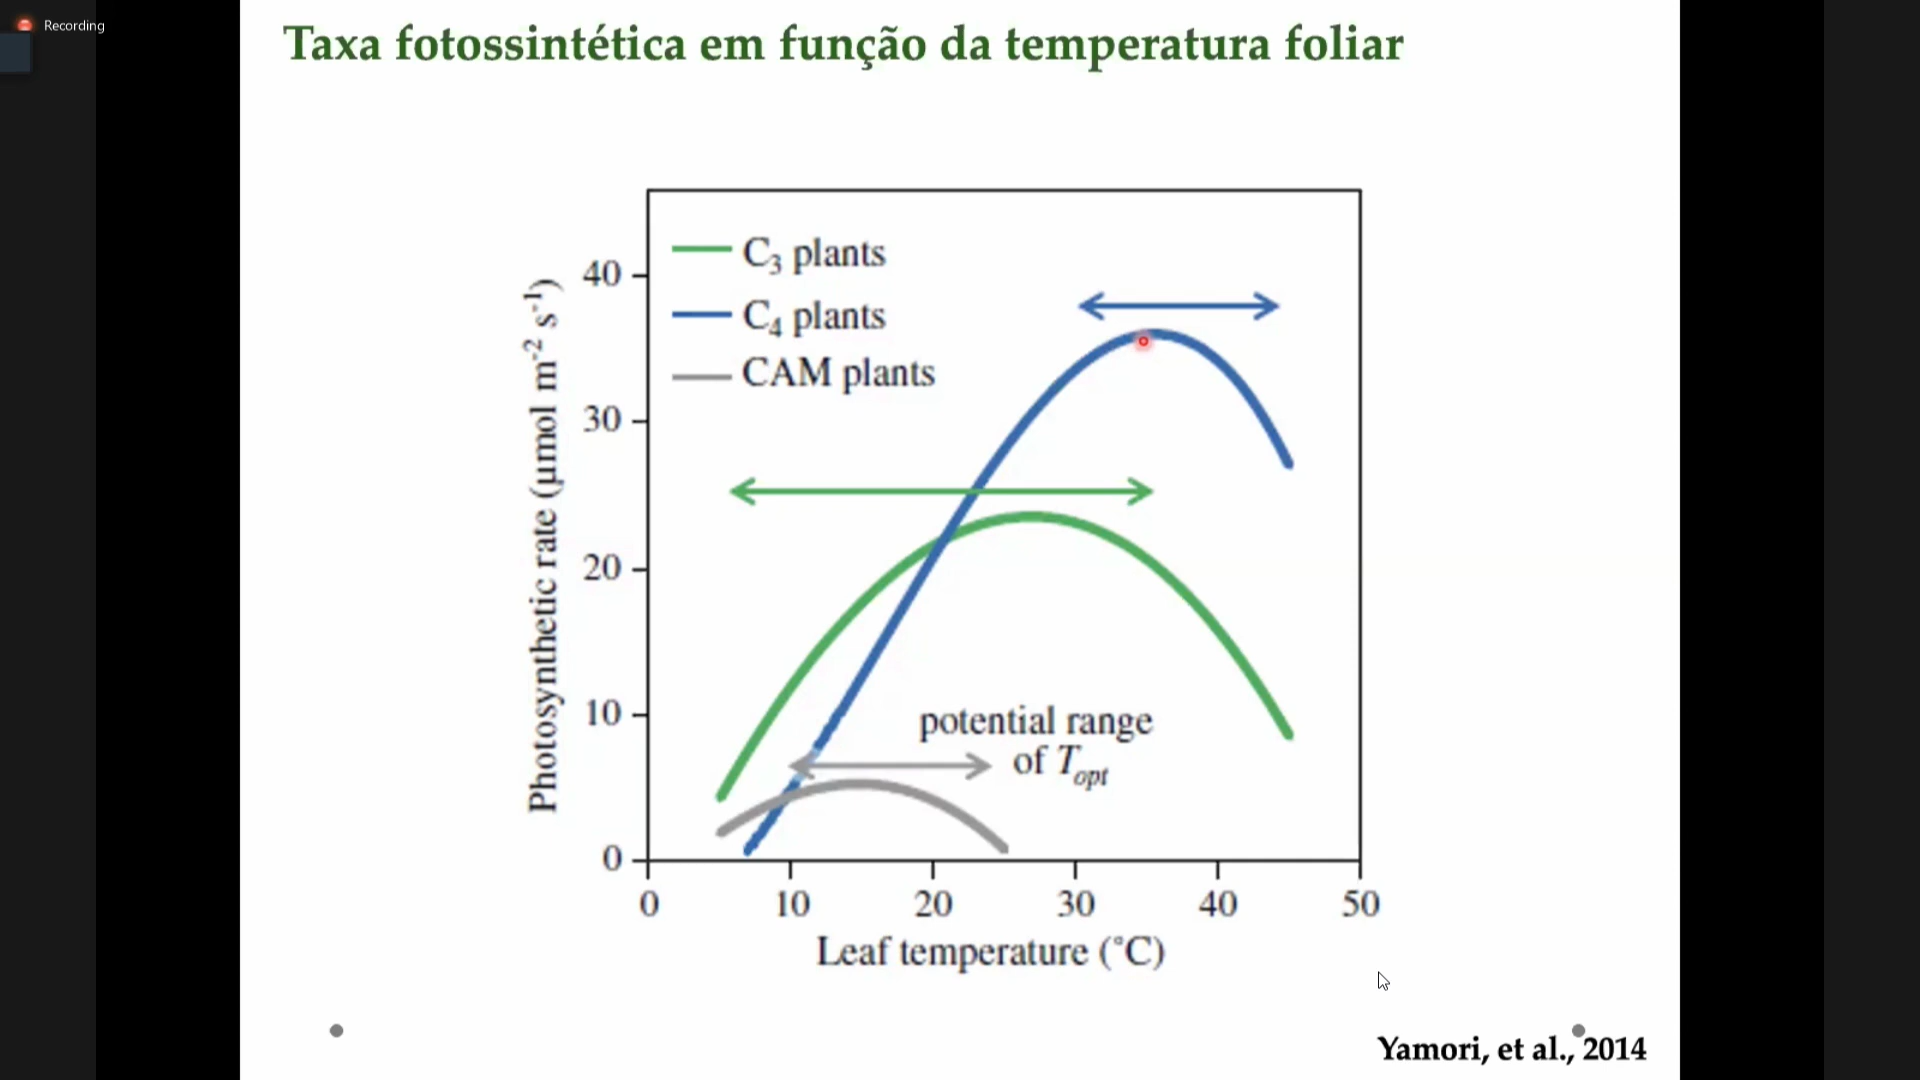 Recording
Taxa fotossintética em função da temperatura foliar
C3 plants
C4 plants
CAM plants
Photosynthetic rate (µmol m-2 s-1)
40
30
20
10
0
potential range
of Topt
0 10 20 30 40 50
Leaf temperature (°C)
Yamori, et al., 2014